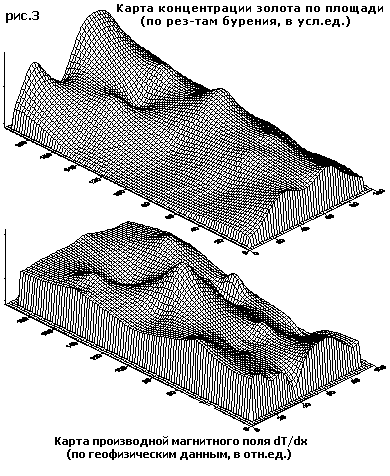 рис.3
Карта концентрации золота по площади
(по рез-там бурения, в усл.ед.)
Карта производной магнитного поля dT/dx
(по геофизическим данным, в отн.ед.)